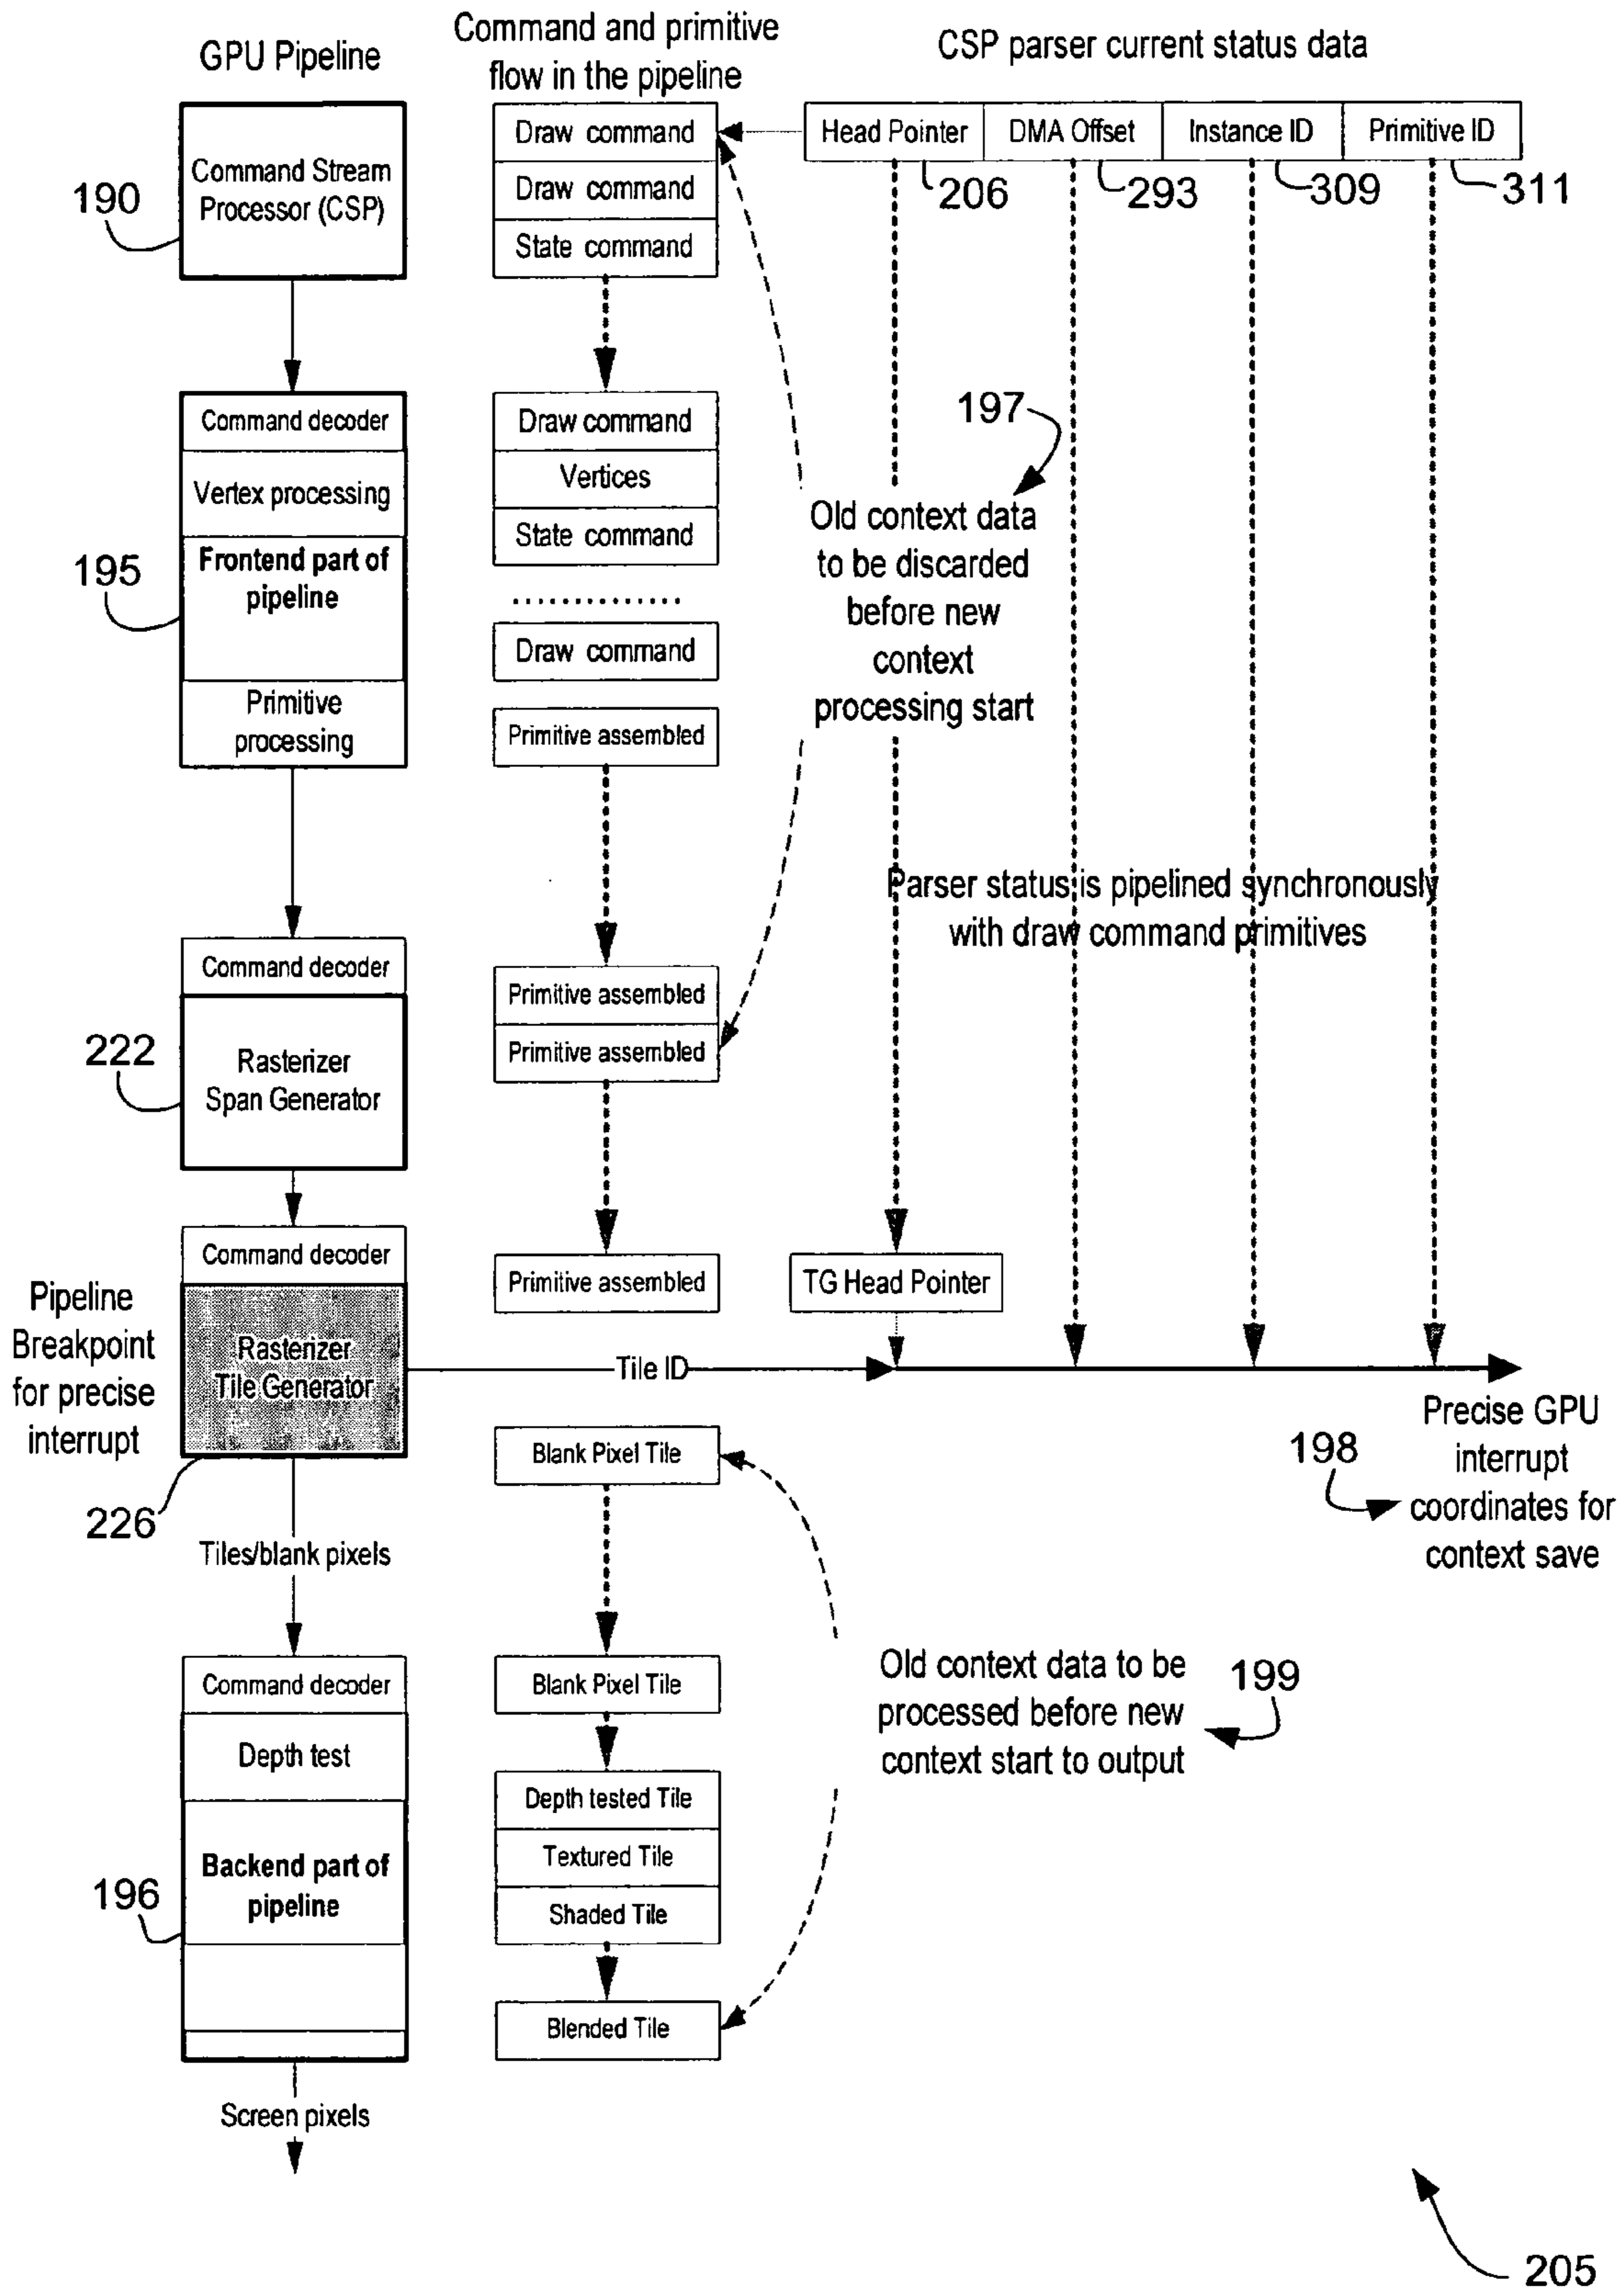 GPU Pipeline
Command and primitive
flow in the pipeline
CSP parser current status data
Command Stream
Processor (CSP)
190
Draw command
Draw command
State command
Head Pointer
DMA Offset
Instance ID
Primitive ID
206
293
309
311
Command decoder
Vertex processing
Frontend part of
pipeline
Primitive
processing
195
Draw command
Vertices
State command
Draw command
Primitive assembled
197
Old context data
to be discarded
before new
context
processing start
Parser status is pipelined synchronously
with draw command primitives
Command decoder
Rasterizer
Span Generator
222
Primitive assembled
Primitive assembled
Command decoder
Rasterizer
Tile Generator
Pipeline
Breakpoint
for precise
interrupt
226
Primitive assembled
TG Head Pointer
Tile ID
Precise GPU
interrupt
coordinates for
context save
198
Blank Pixel Tile
Tiles/blank pixels
Command decoder
Depth test
Backend part of
pipeline
196
Blank Pixel Tile
Depth tested Tile
Textured Tile
Shaded Tile
Blended Tile
Old context data to be
processed before new
context start to output
199
Screen pixels
205